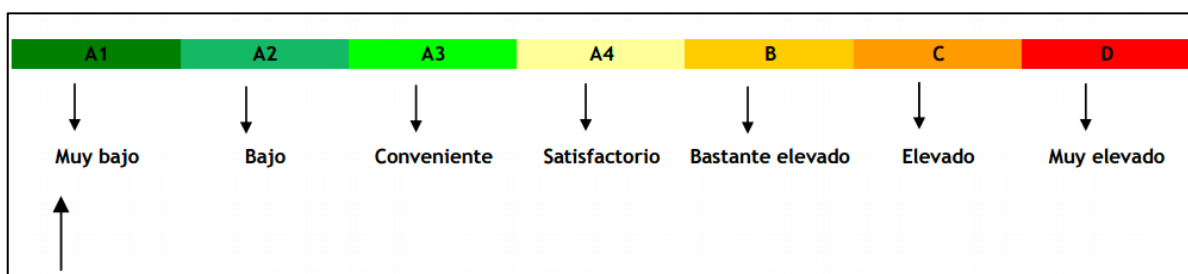 A1 A2 A3 A4 B C D
Muy bajo Bajo Conveniente Satisfactorio Bastante elevado Elevado Muy elevado